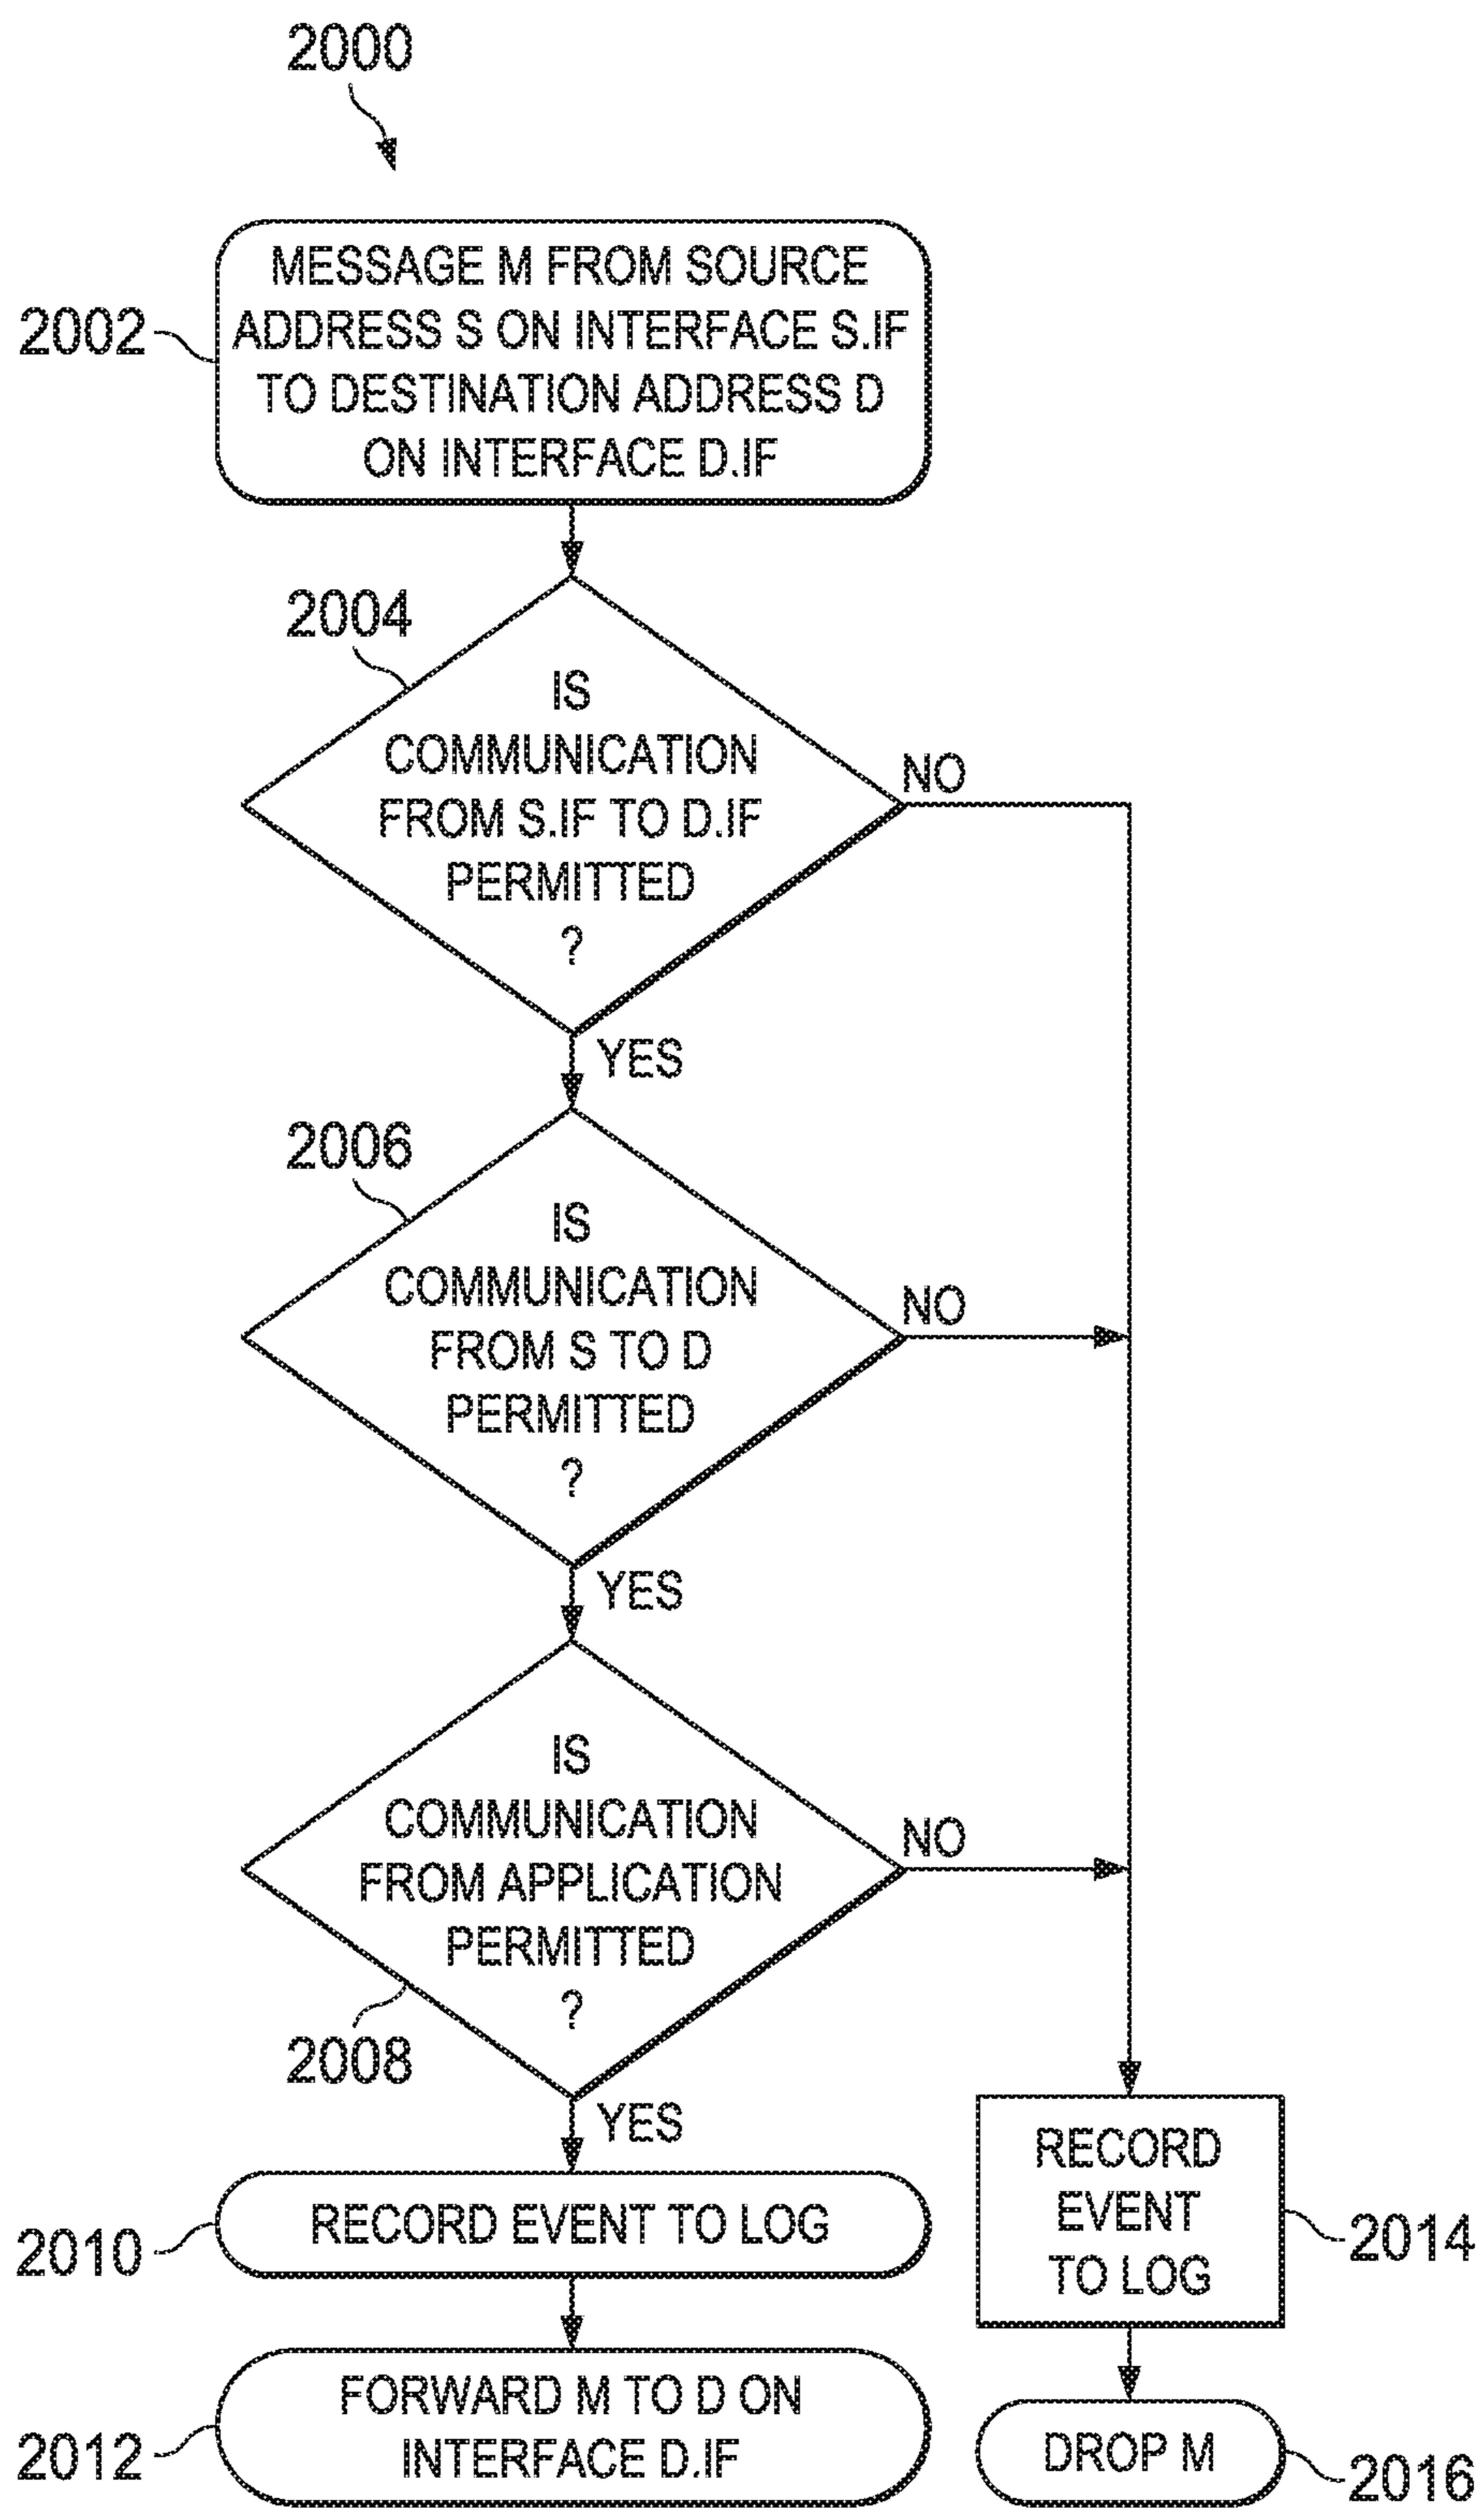 2000
2002
MESSAGE M FROM SOURCE
ADDRESS S ON INTERFACE S.IF
TO DESTINATION ADDRESS D
ON INTERFACE D.IF
2004
IS
COMMUNICATION
FROM S.IF TO D.IF
PERMITTED
?
NO
YES
2006
IS
COMMUNICATION
FROM S TO D
PERMITTED
?
NO
YES
IS
COMMUNICATION
FROM APPLICATION
PERMITTED
?
NO
2008
YES
2010
RECORD EVENT TO LOG
RECORD
EVENT
TO LOG
2014
2012
FORWARD M TO D ON
INTERFACE D.IF
DROP M
2016